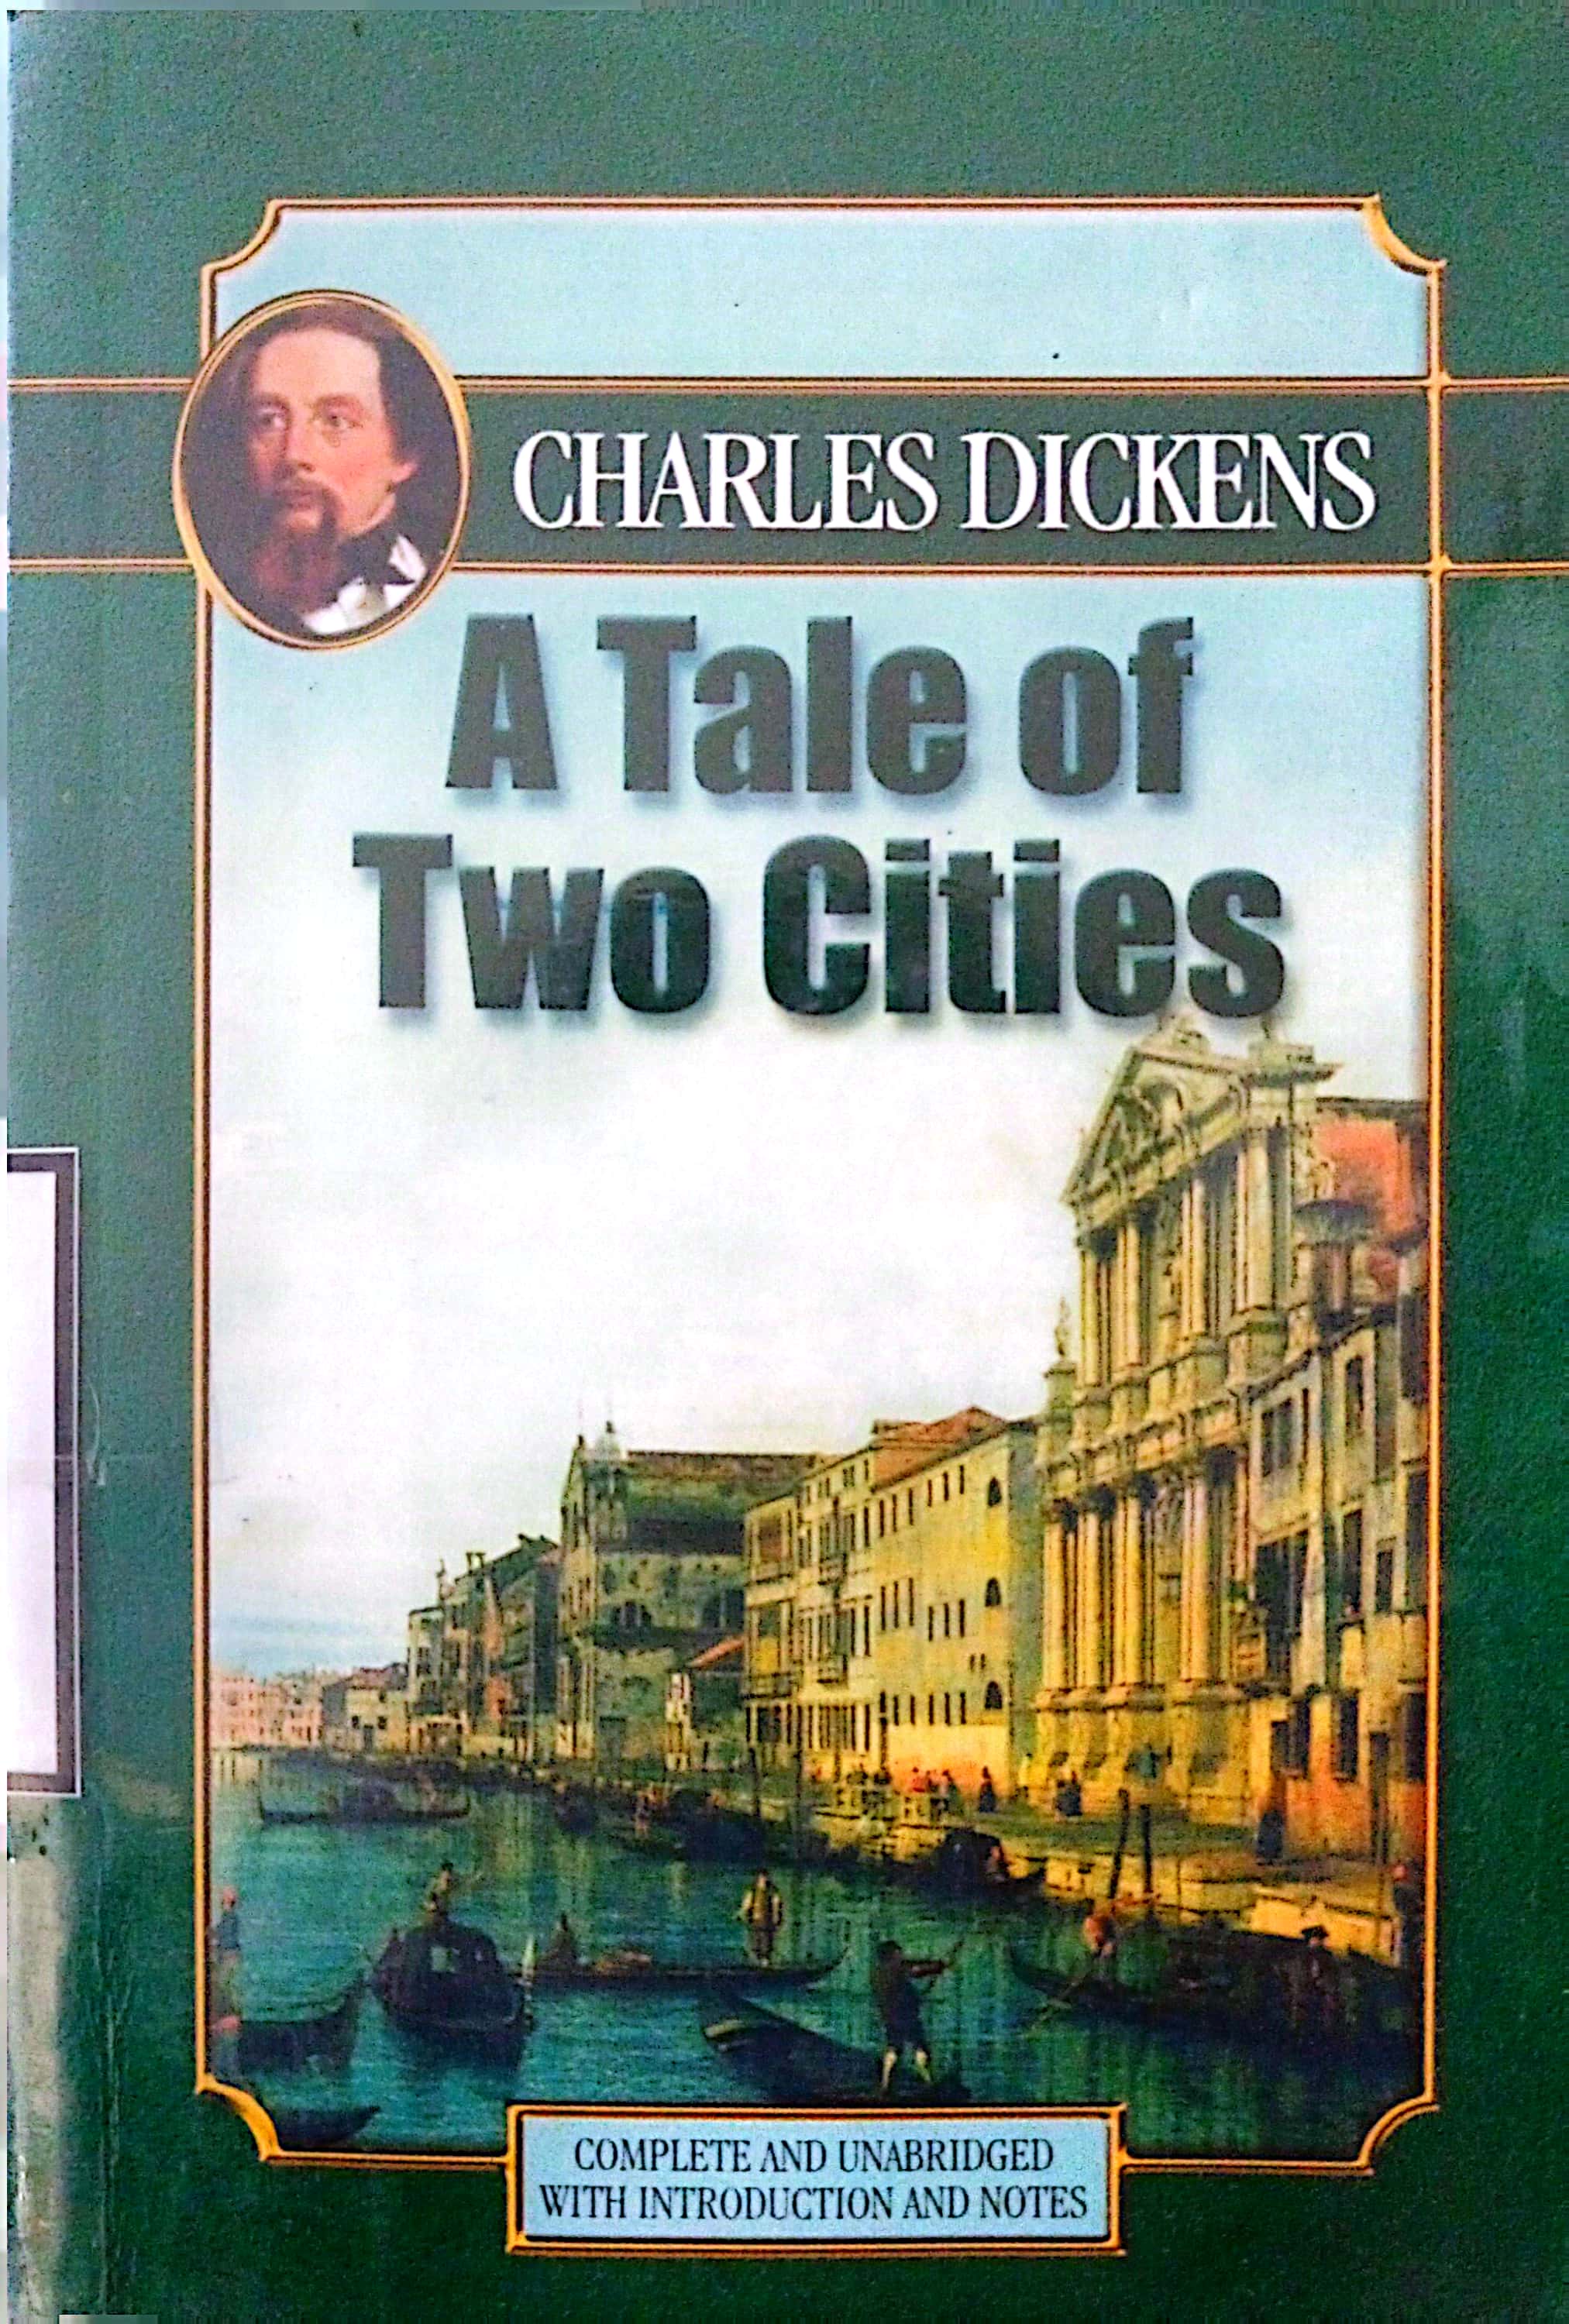 CHARLES DICKENS
A Tale of
Two Cities
COMPLETE AND UNABRIDGED
WITH INTRODUCTION AND NOTES